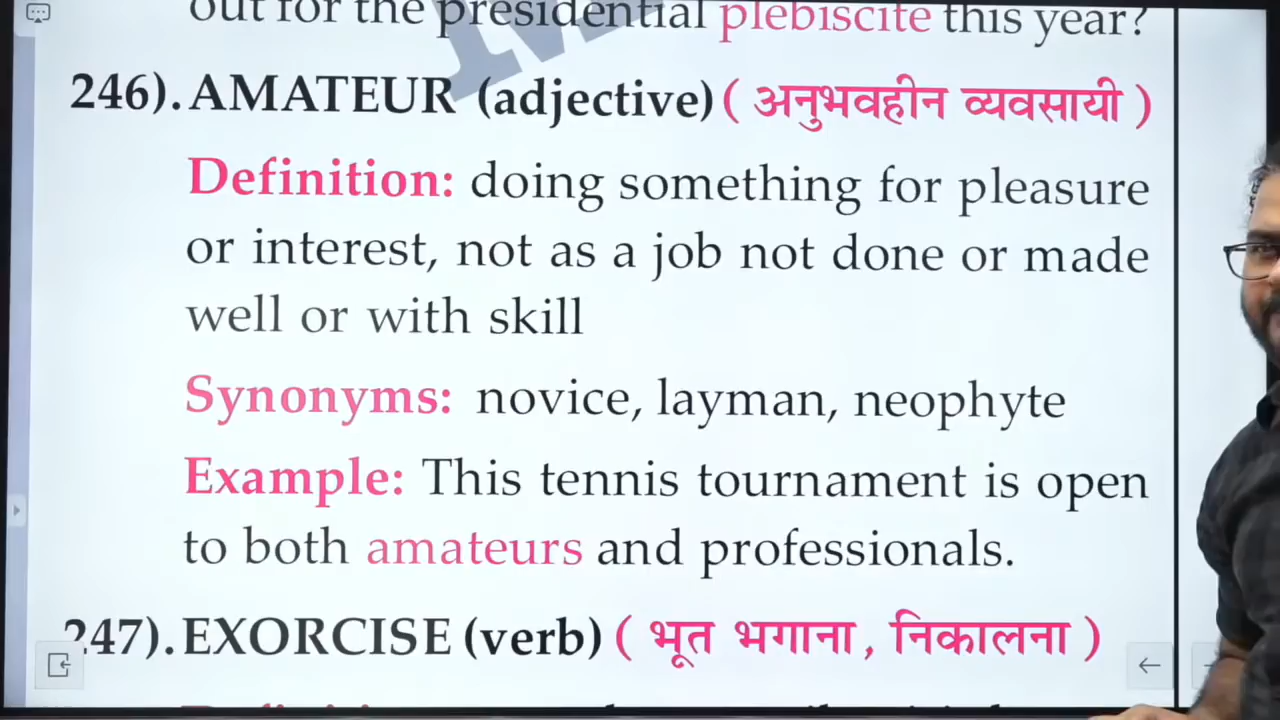 out for the presidential plebiscite this year?
246). AMATEUR (adjective) ( अनुभवहीन व्यवसायी )
Definition: doing something for pleasure
or interest, not as a job not done or made
well or with skill
Synonyms: novice, layman, neophyte
Example: This tennis tournament is open
to both amateurs and professionals.
247). EXORCISE (verb) ( भूत भगाना, निकालना )